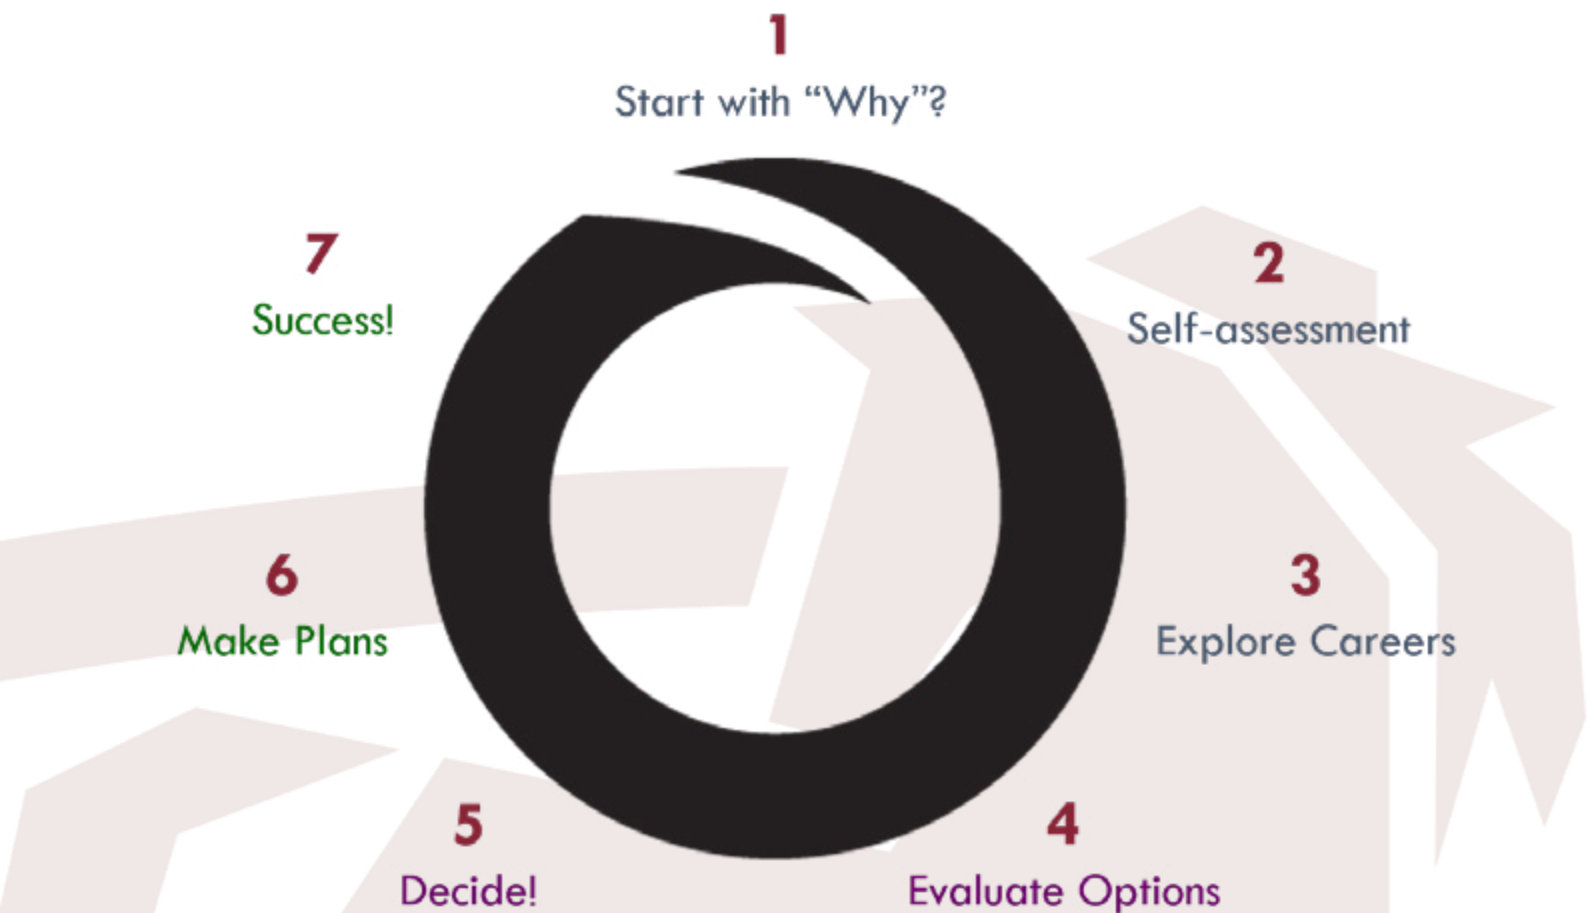 1
Start with “Why”?
2
Self-assessment
3
Explore Careers
4
Evaluate Options
5
Decide!
6
Make Plans
7
Success!